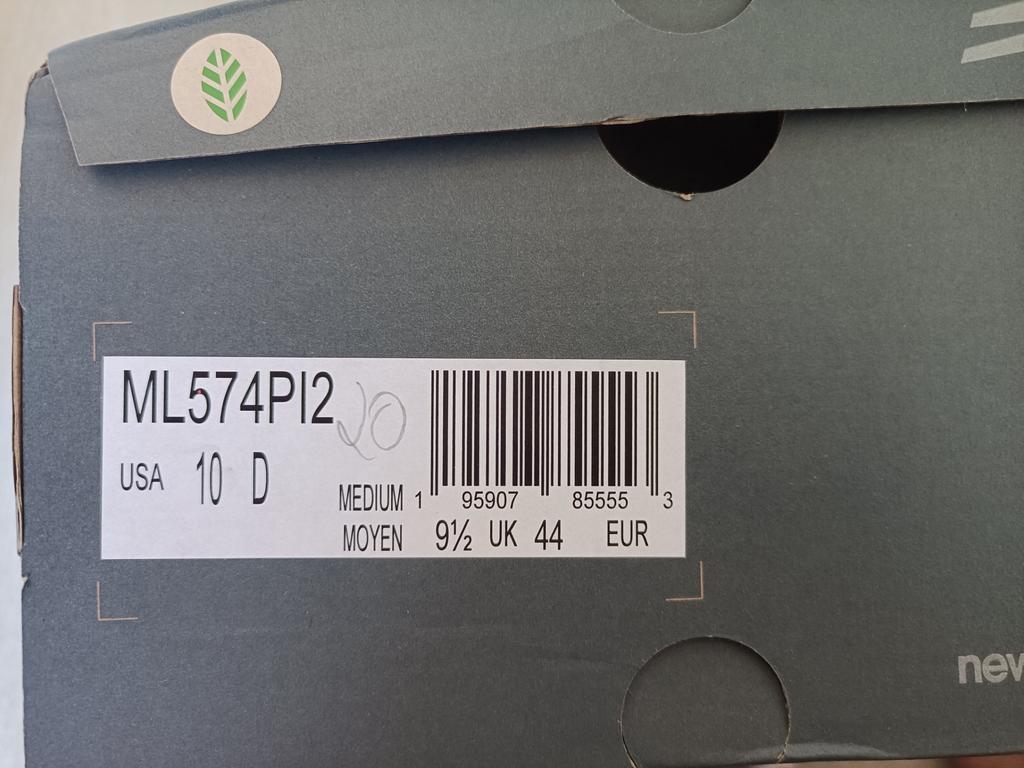 ML574PI2 20
USA 10 D
MEDIUM 1 95907 85555 3
MOYEN 9½ UK 44 EUR
new